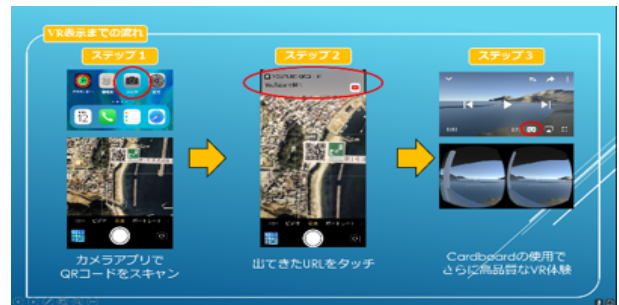 VR表示までの流れ
ステップ1
ステップ2
ステップ3
カメラアプリで
QRコードをスキャン
出てきたURLをタッチ
Cardboardの使用で
さらに高品質なVR体験